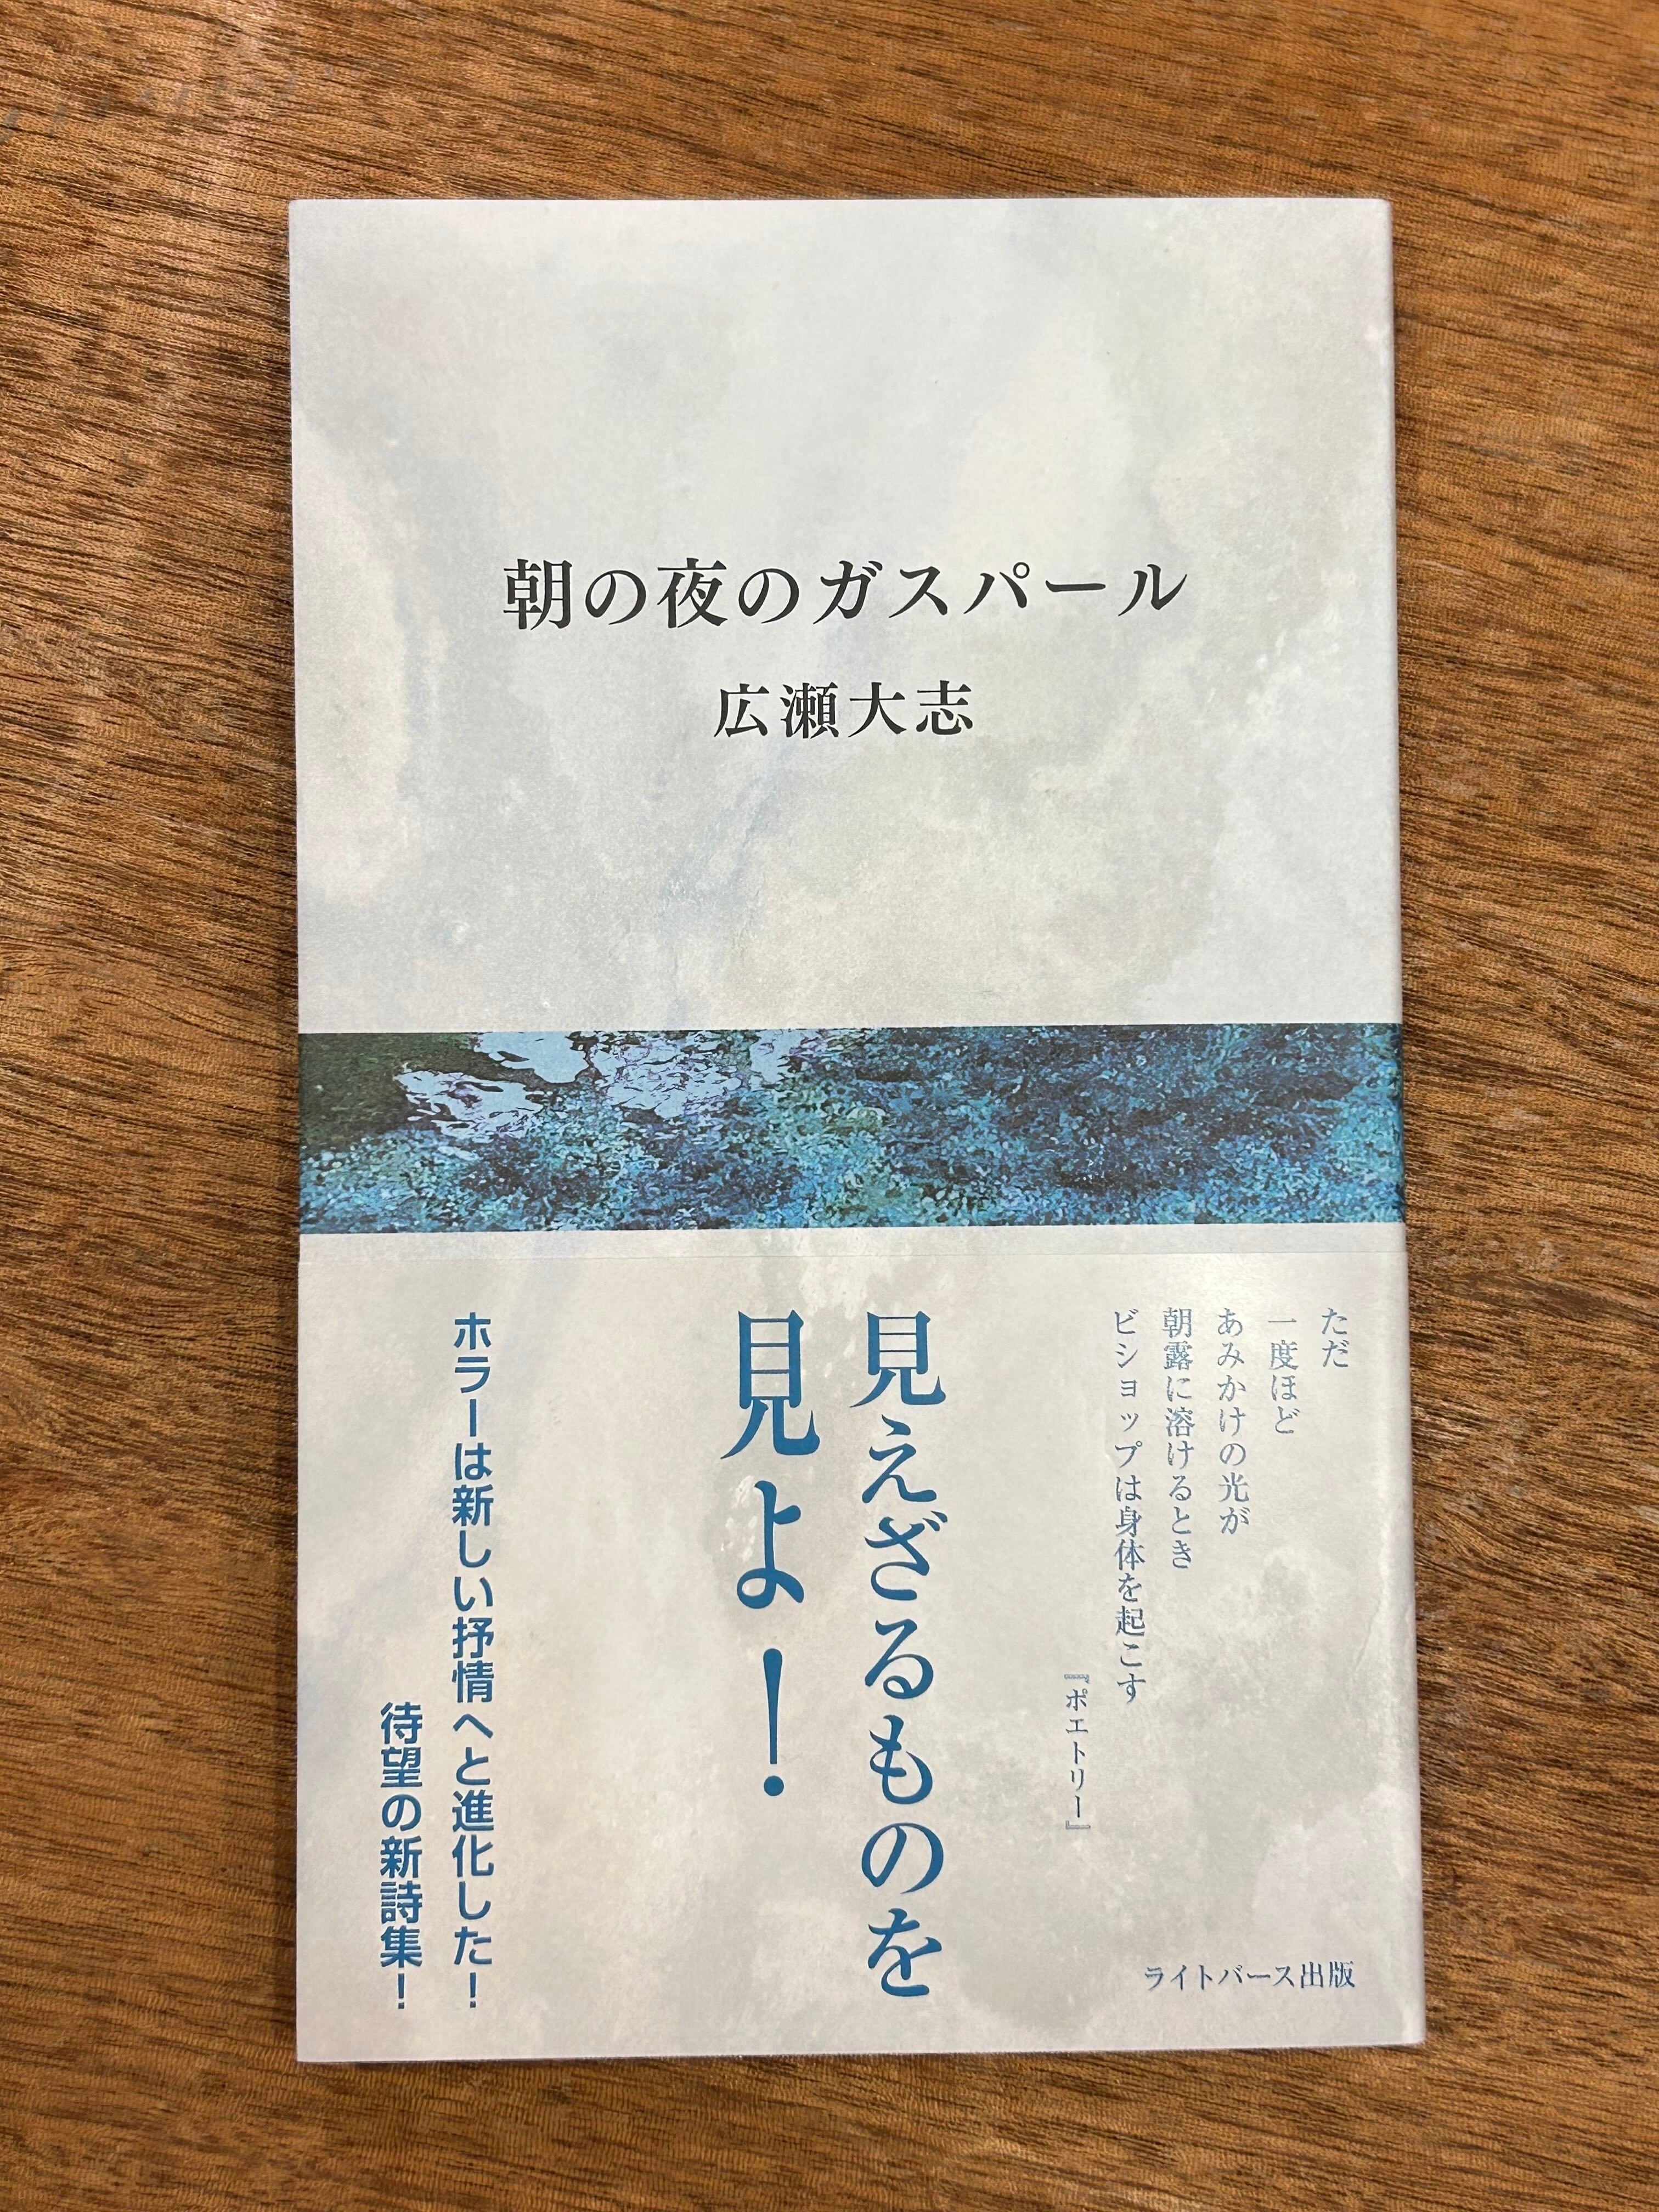 朝の夜のガスパール
広瀬大志
ただ
一度ほど
あみかけの光が
朝露に溶けるとき
ビショップは身体を起こす
『ポエトリー』
見えざるものを
見よ！
ホラーは新しい抒情へと進化した！
待望の新詩集！
ライトバース出版